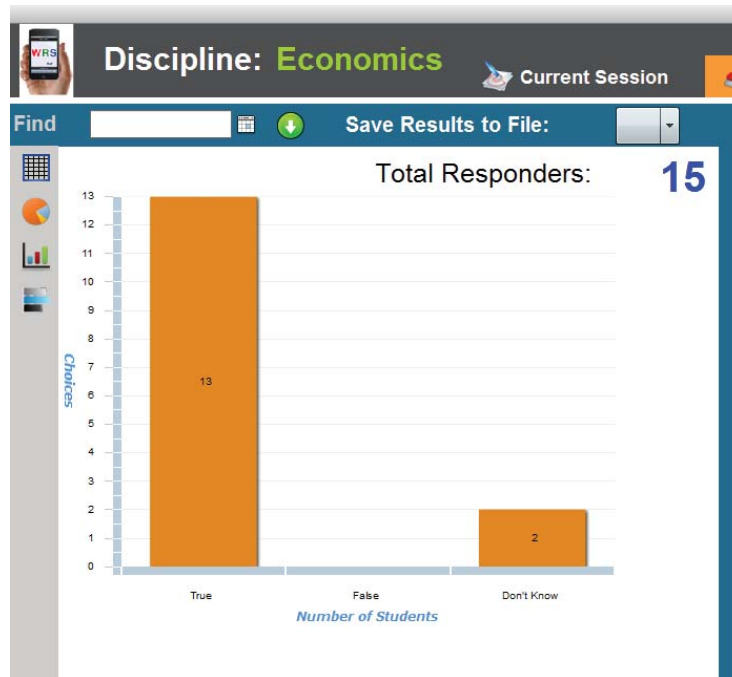 WRS
Discipline: Economics
Current Session
Find
Save Results to File:
Total Responders: 15
13
12
11
10
9
8
7
6
5
4
3
2
1
0
Choices
13
2
True False Don't Know
Number of Students